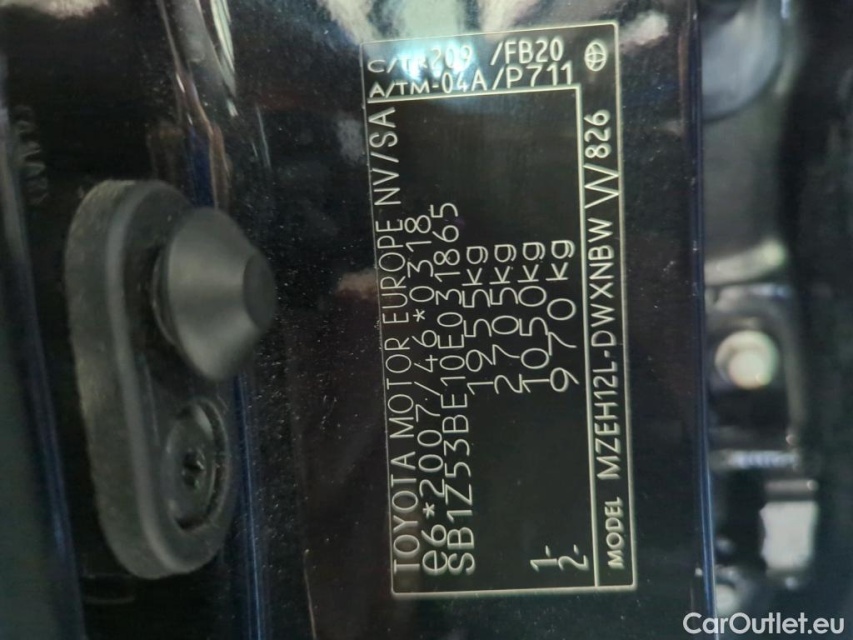 TOYOTA MOTOR EUROPE NV/SA
e6*2007/46*0318
SB1Z53BE10E031865
1955kg
2705kg
1- 1050kg
2- 970kg
MODEL MZEH12L-DWXNBW W826
/FB20
A/TM-04A/P711
CarOutlet.eu